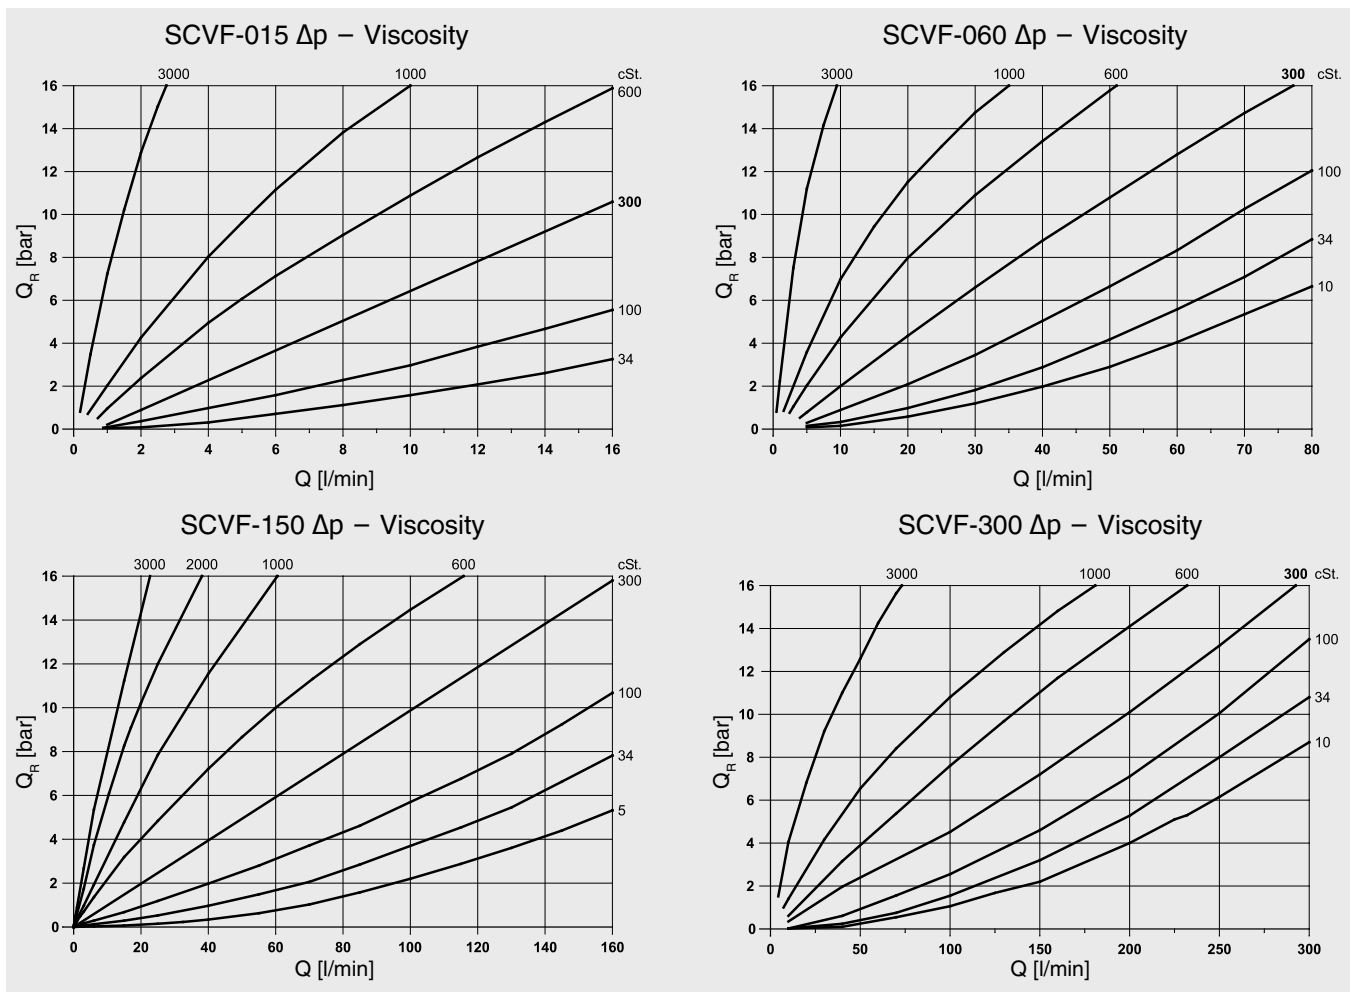 SCVF-015 Δp – Viscosity
3000 1000 cSt.
600
300
100
34
16
14
12
10
8
6
4
2
0
QR [bar]
0 2 4 6 8 10 12 14 16
Q [l/min]
SCVF-060 Δp – Viscosity
3000 1000 600 300 cSt.
100
34
10
16
14
12
10
8
6
4
2
0
QR [bar]
0 10 20 30 40 50 60 70 80
Q [l/min]
SCVF-150 Δp – Viscosity
3000 2000 1000 600 cSt.
300
100
34
5
16
14
12
10
8
6
4
2
0
QR [bar]
0 20 40 60 80 100 120 140 160
Q [l/min]
SCVF-300 Δp – Viscosity
3000 1000 600 300 cSt.
100
34
10
16
14
12
10
8
6
4
2
0
QR [bar]
0 50 100 150 200 250 300
Q [l/min]